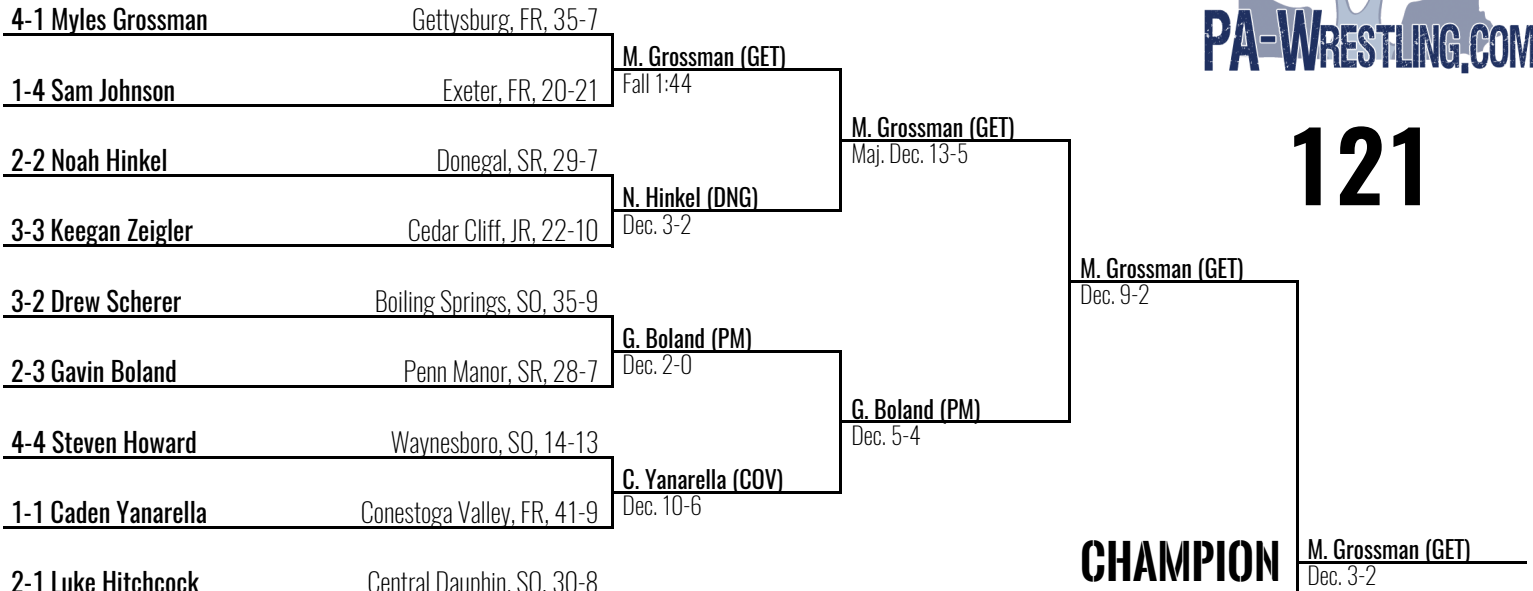 4-1 Myles Grossman Gettysburg, FR, 35-7
M. Grossman (GET)
Fall 1:44
1-4 Sam Johnson Exeter, FR, 20-21
M. Grossman (GET)
Maj. Dec. 13-5
2-2 Noah Hinkel Donegal, SR, 29-7
N. Hinkel (DNG)
Dec. 3-2
3-3 Keegan Zeigler Cedar Cliff, JR, 22-10
M. Grossman (GET)
Dec. 9-2
3-2 Drew Scherer Boiling Springs, SO, 35-9
G. Boland (PM)
Dec. 2-0
2-3 Gavin Boland Penn Manor, SR, 28-7
G. Boland (PM)
Dec. 5-4
4-4 Steven Howard Waynesboro, SO, 14-13
C. Yanarella (COV)
Dec. 10-6
1-1 Caden Yanarella Conestoga Valley, FR, 41-9
2-1 Luke Hitchcock Central Dauphin, SO, 30-8
PA-WRESTLING.COM
121
CHAMPION
M. Grossman (GET)
Dec. 3-2